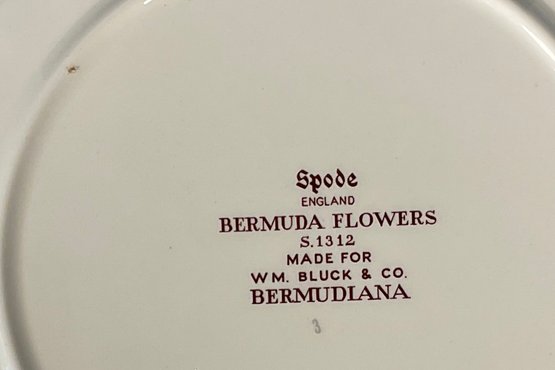 Spode
ENGLAND
BERMUDA FLOWERS
S.1312
MADE FOR
WM. BLUCK & CO.
BERMUDIANA
3